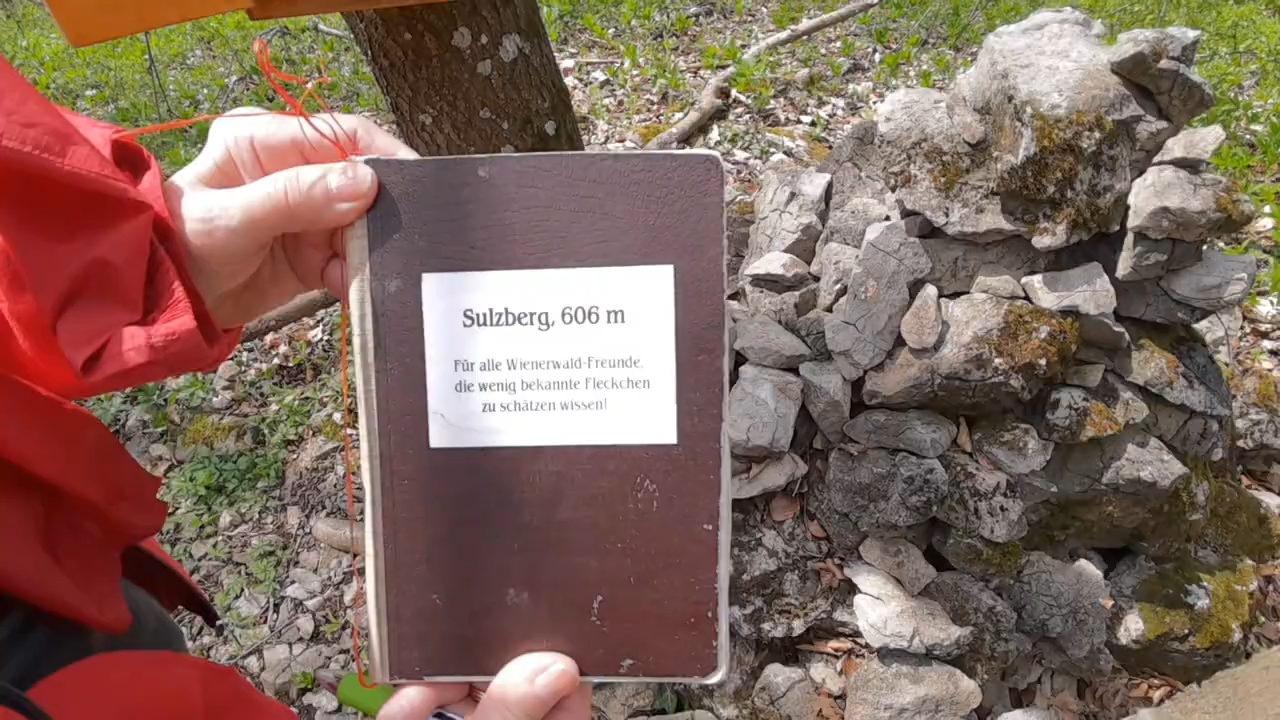 Sulzberg, 606 m
Für alle Wienerwald-Freunde,
die wenig bekannte Fleckchen
zu schätzen wissen!